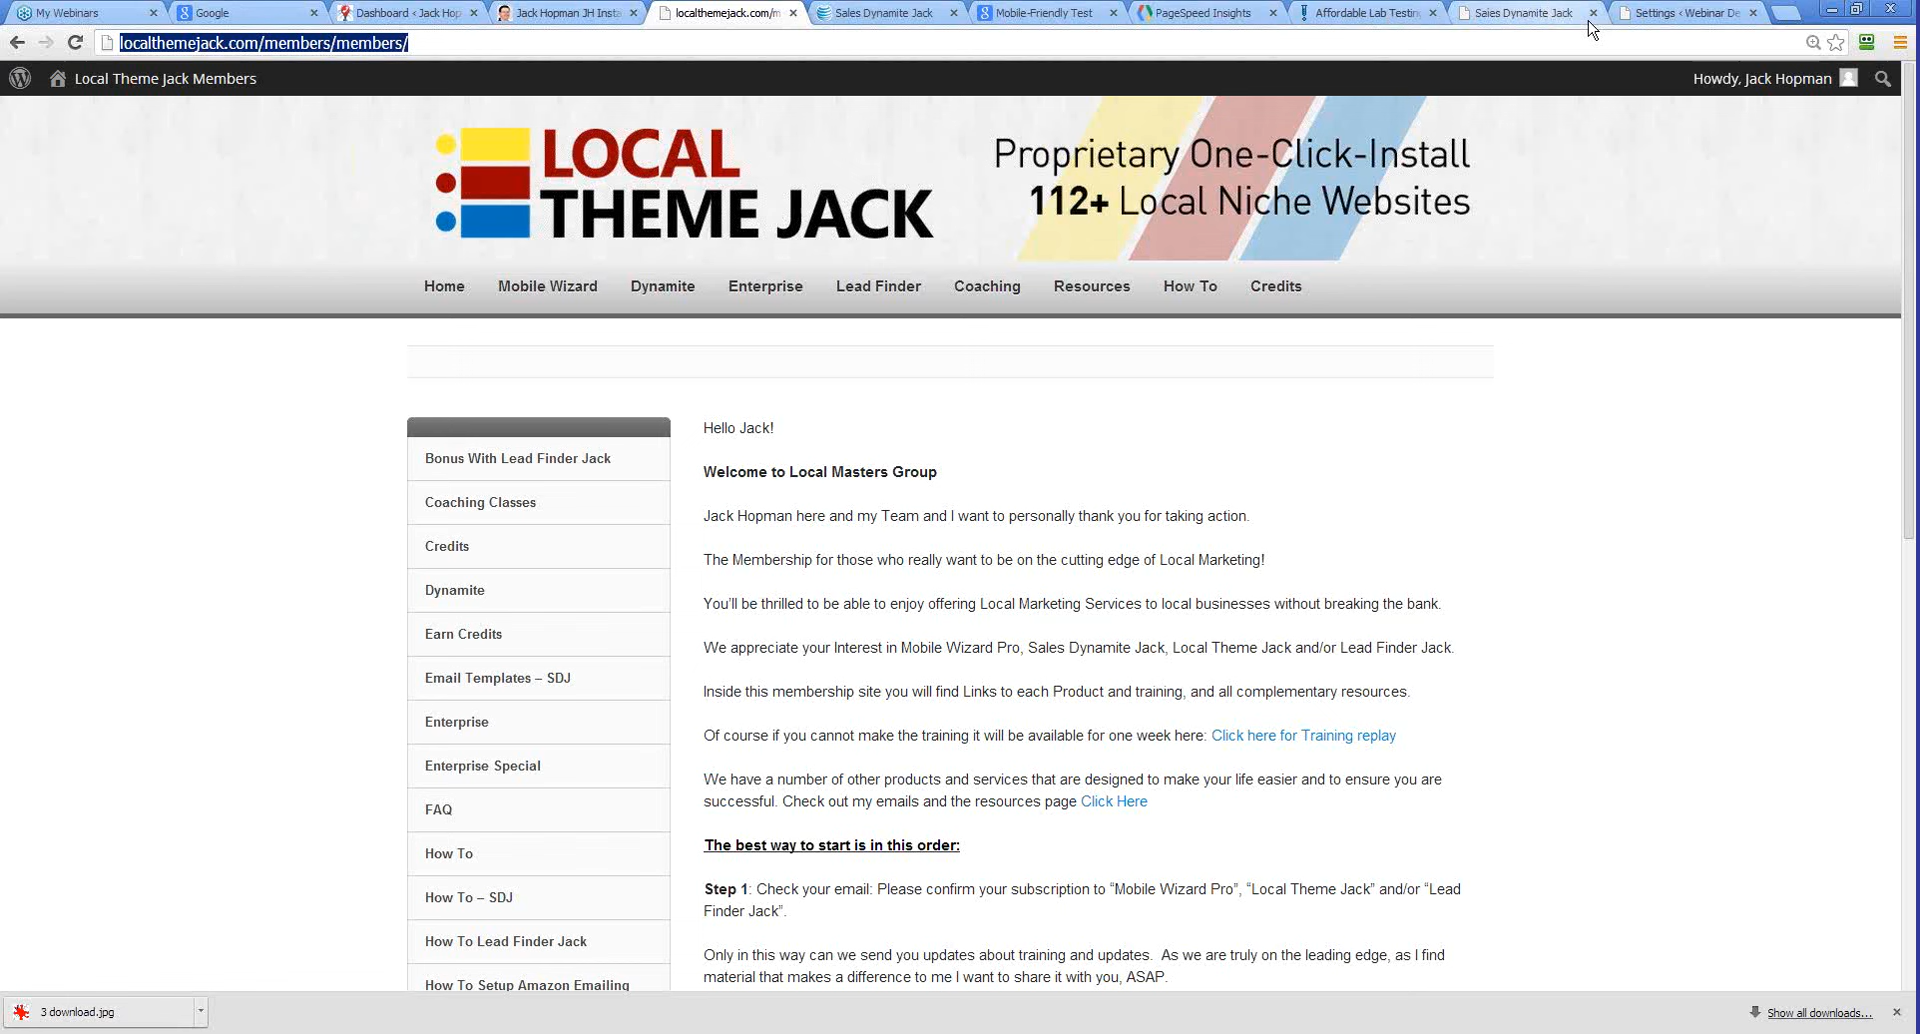 My Webinars
Google
Dashboard ‹ Jack Hop
Jack Hopman JH Insta
localthemejack.com/m
Sales Dynamite Jack
Mobile-Friendly Test
PageSpeed Insights
Affordable Lab Testin
Sales Dynamite Jack
Settings ‹ Webinar De
localthemejack.com/members/members/
Local Theme Jack Members
Howdy, Jack Hopman
LOCAL
THEME JACK
Proprietary One-Click-Install
112+ Local Niche Websites
Home Mobile Wizard Dynamite Enterprise Lead Finder Coaching Resources How To Credits
Bonus With Lead Finder Jack
Coaching Classes
Credits
Dynamite
Earn Credits
Email Templates – SDJ
Enterprise
Enterprise Special
FAQ
How To
How To – SDJ
How To Lead Finder Jack
How To Setup Amazon Emailing
Hello Jack!
Welcome to Local Masters Group
Jack Hopman here and my Team and I want to personally thank you for taking action.
The Membership for those who really want to be on the cutting edge of Local Marketing!
You’ll be thrilled to be able to enjoy offering Local Marketing Services to local businesses without breaking the bank.
We appreciate your Interest in Mobile Wizard Pro, Sales Dynamite Jack, Local Theme Jack and/or Lead Finder Jack.
Inside this membership site you will find Links to each Product and training, and all complementary resources.
Of course if you cannot make the training it will be available for one week here: Click here for Training replay
We have a number of other products and services that are designed to make your life easier and to ensure you are
successful. Check out my emails and the resources page Click Here
The best way to start is in this order:
Step 1: Check your email: Please confirm your subscription to “Mobile Wizard Pro”, “Local Theme Jack” and/or “Lead
Finder Jack”.
Only in this way can we send you updates about training and updates. As we are truly on the leading edge, as I find
material that makes a difference to me I want to share it with you, ASAP.
3 download.jpg
Show all downloads...